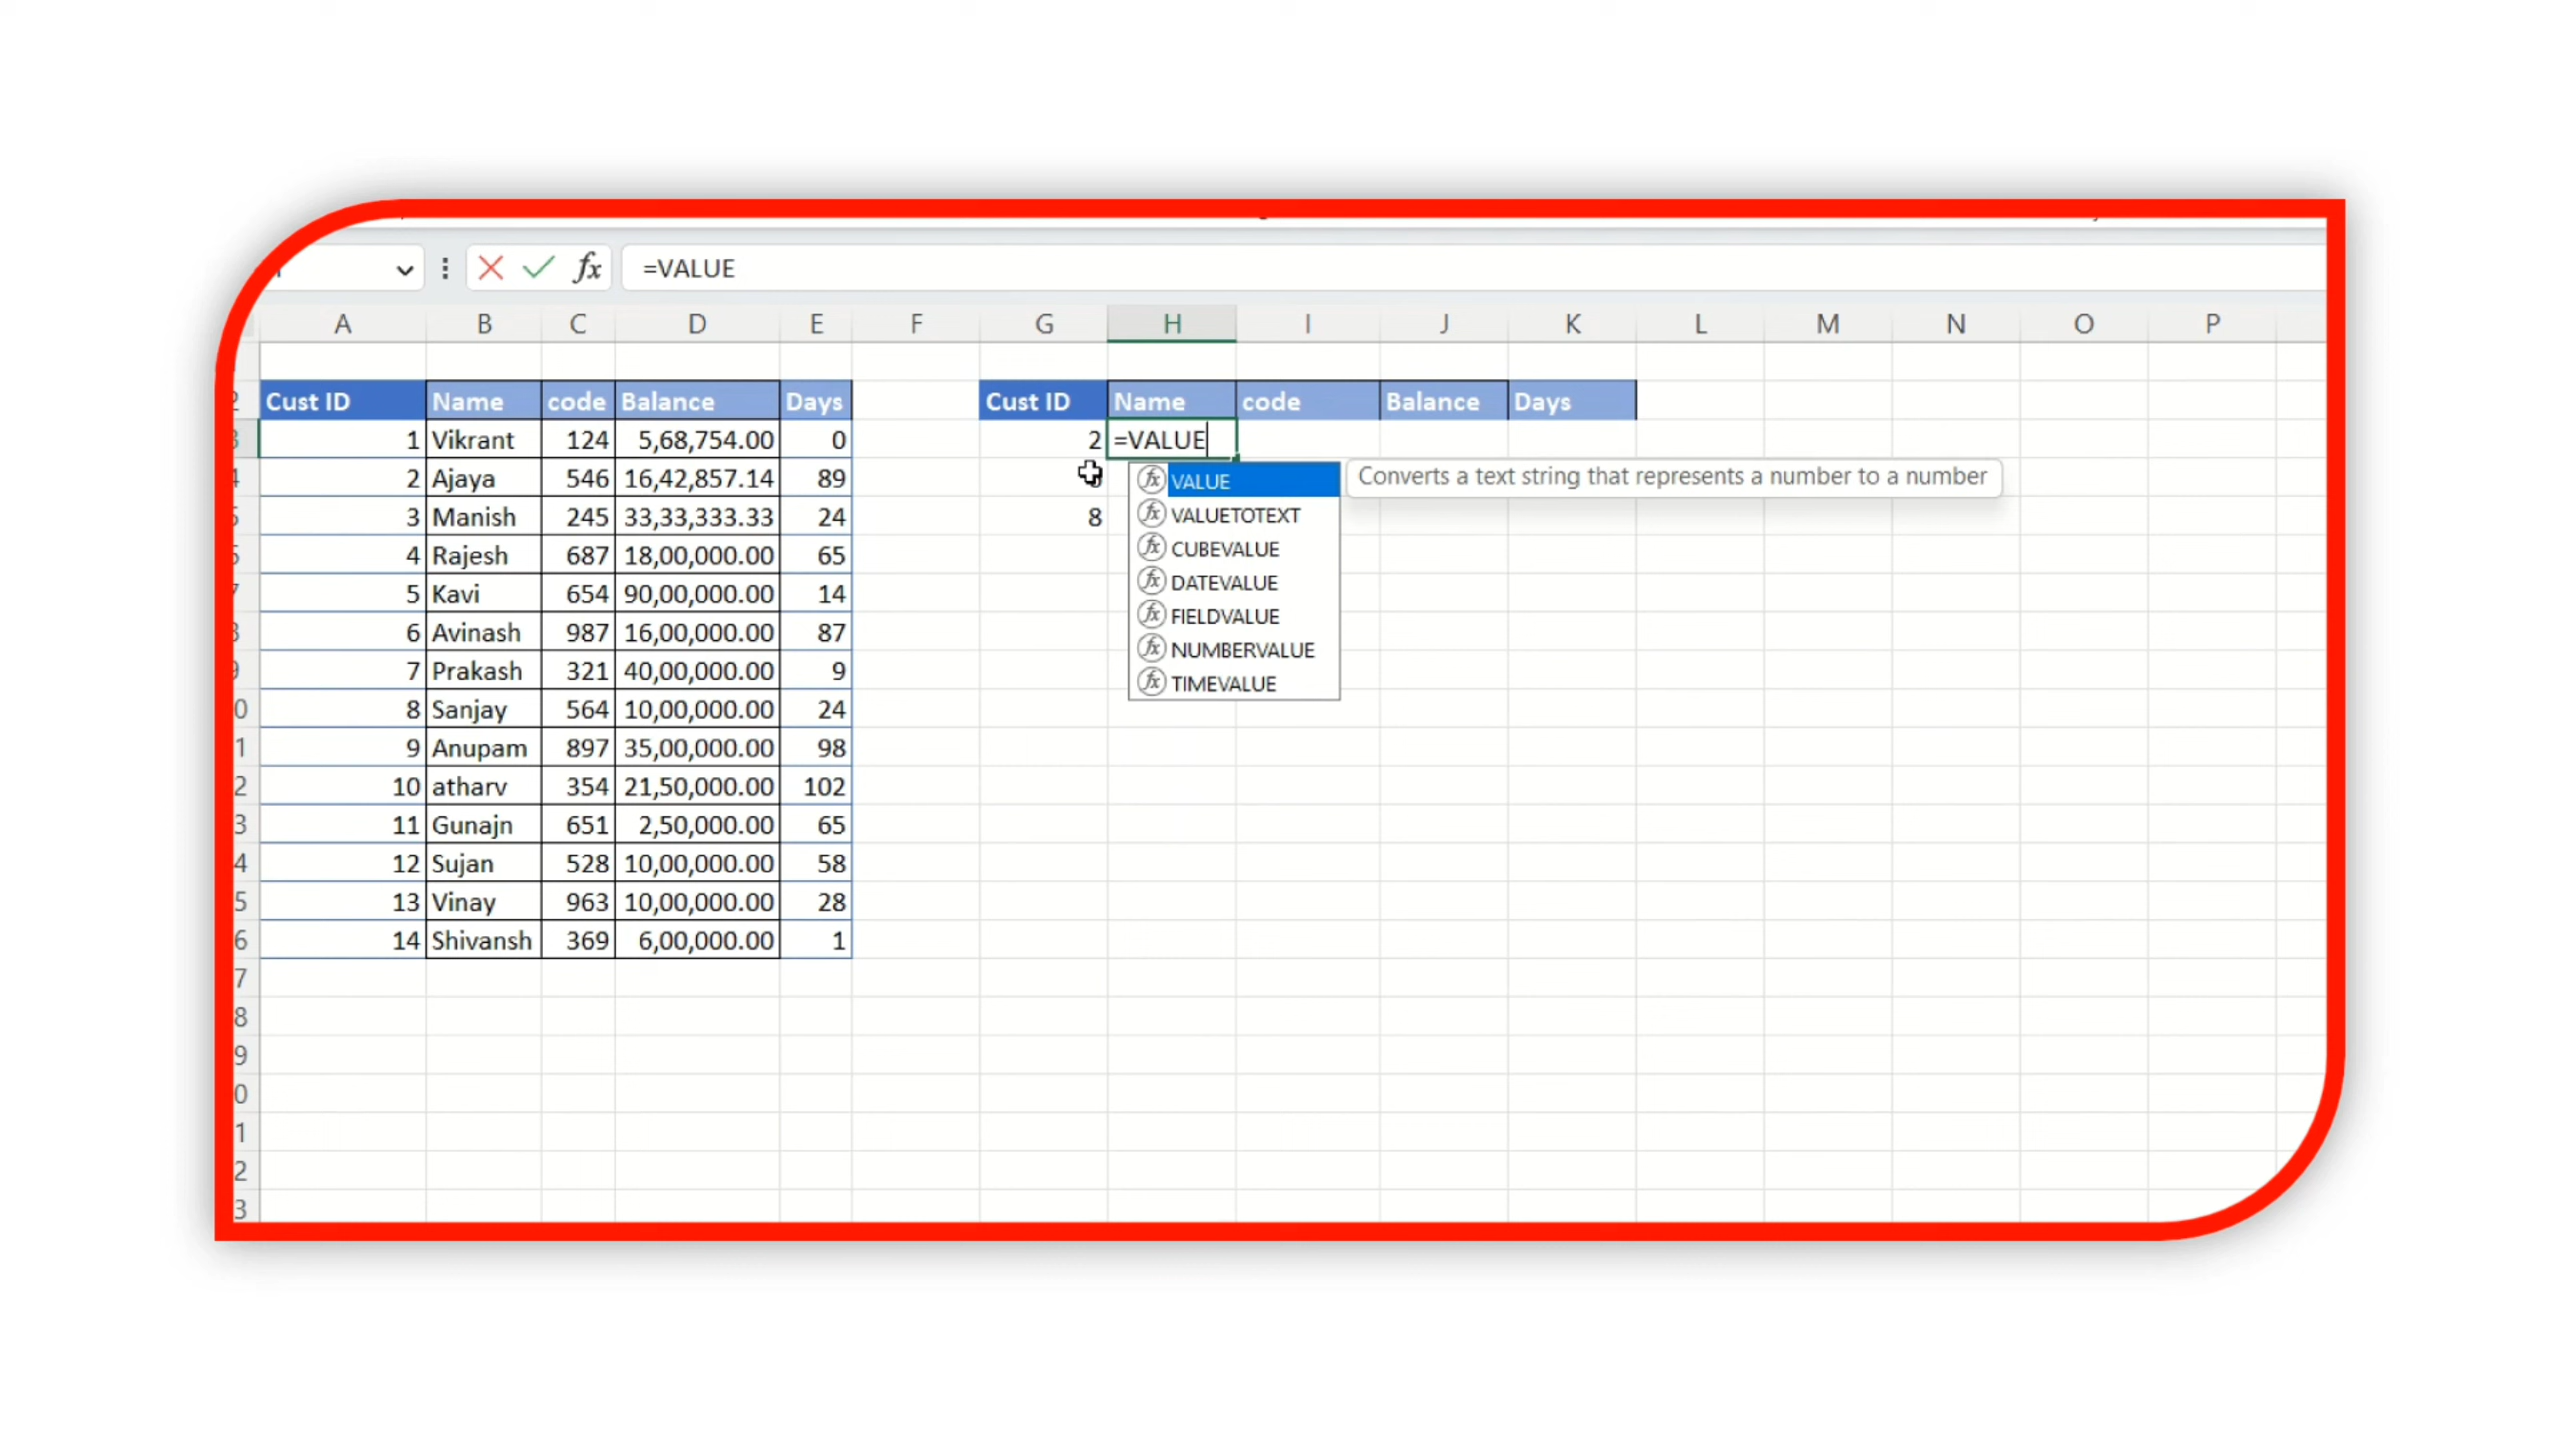 =VALUE
A B C D E F G H I J K L M N O P
Cust ID Name code Balance Days Cust ID Name code Balance Days
1 Vikrant 124 5,68,754.00 0 2 =VALUE
2 Ajaya 546 16,42,857.14 89 VALUE Converts a text string that represents a number to a number
3 Manish 245 33,33,333.33 24 8 VALUETOTEXT
4 Rajesh 687 18,00,000.00 65 CUBEVALUE
5 Kavi 654 90,00,000.00 14 DATEVALUE
6 Avinash 987 16,00,000.00 87 FIELDVALUE
7 Prakash 321 40,00,000.00 9 NUMBERVALUE
8 Sanjay 564 10,00,000.00 24 TIMEVALUE
9 Anupam 897 35,00,000.00 98
10 atharv 354 21,50,000.00 102
11 Gunajn 651 2,50,000.00 65
12 Sujan 528 10,00,000.00 58
13 Vinay 963 10,00,000.00 28
14 Shivansh 369 6,00,000.00 1